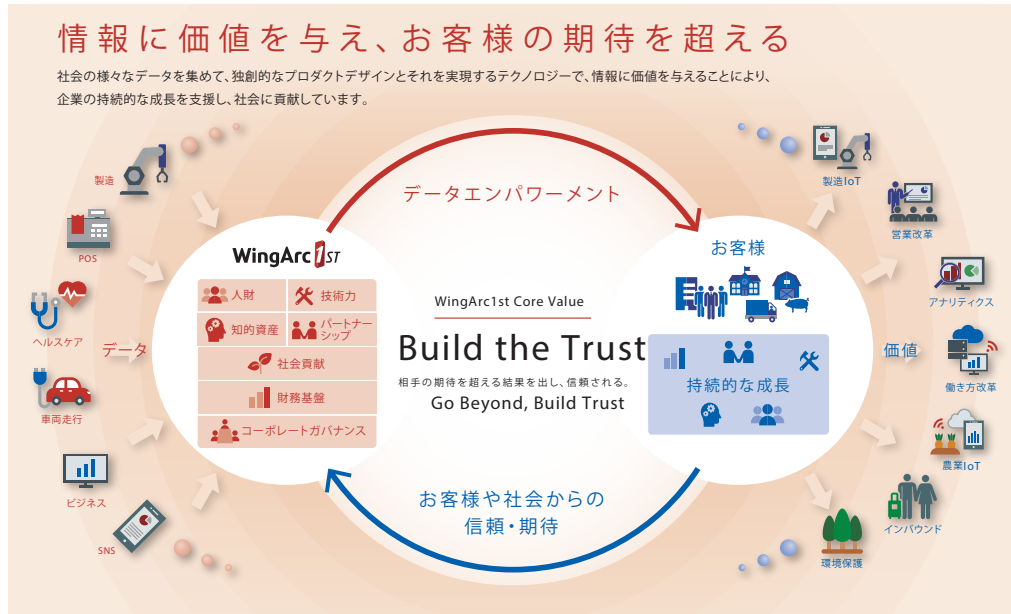 情報に価値を与え、お客様の期待を超える
社会の様々なデータを集めて、独創的なプロダクトデザインとそれを実現するテクノロジーで、情報に価値を与えることにより、
企業の持続的な成長を支援し、社会に貢献しています。
製造
POS
ヘルスケア
車両走行
ビジネス
SNS
データ
WingArc1ST
人財
技術力
知的資産
パートナー
シップ
社会貢献
財務基盤
コーポレートガバナンス
データエンパワーメント
WingArc1st Core Value
Build the Trust
相手の期待を超える結果を出し、信頼される。
Go Beyond, Build Trust
お客様や社会からの
信頼・期待
お客様
持続的な成長
価値
製造IoT
営業改革
アナリティクス
働き方改革
農業IoT
インバウンド
環境保護